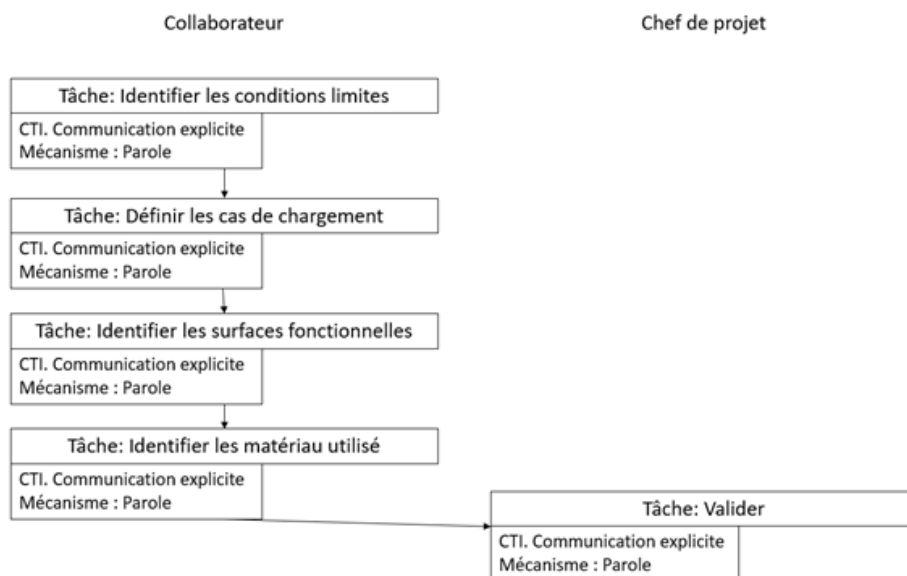 Collaborateur
Chef de projet
Tâche: Identifier les conditions limites
CTI. Communication explicite
Mécanisme : Parole
Tâche: Définir les cas de chargement
CTI. Communication explicite
Mécanisme : Parole
Tâche: Identifier les surfaces fonctionnelles
CTI. Communication explicite
Mécanisme : Parole
Tâche: Identifier les matériau utilisé
CTI. Communication explicite
Mécanisme : Parole
Tâche: Valider
CTI. Communication explicite
Mécanisme : Parole